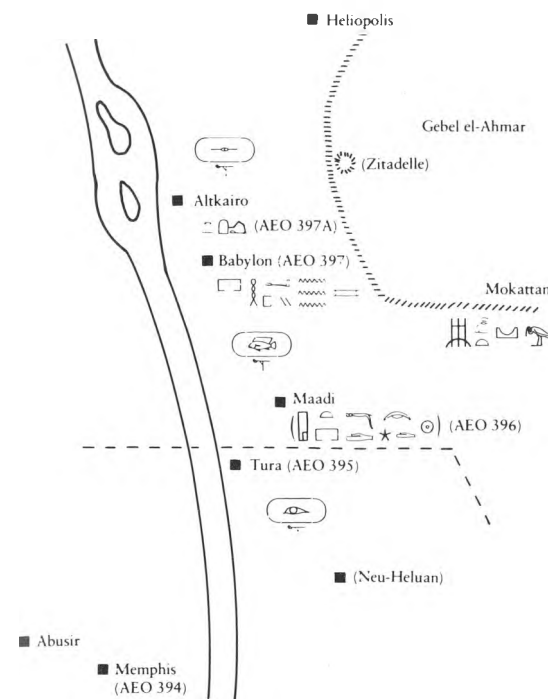 Heliopolis
Gebel el-Ahmar
(Zitadelle)
Altkairo
(AEO 397A)
Babylon (AEO 397)
Mokattan
Maadi
(AEO 396)
Tura (AEO 395)
(Neu-Heluan)
Abusir
Memphis
(AEO 394)